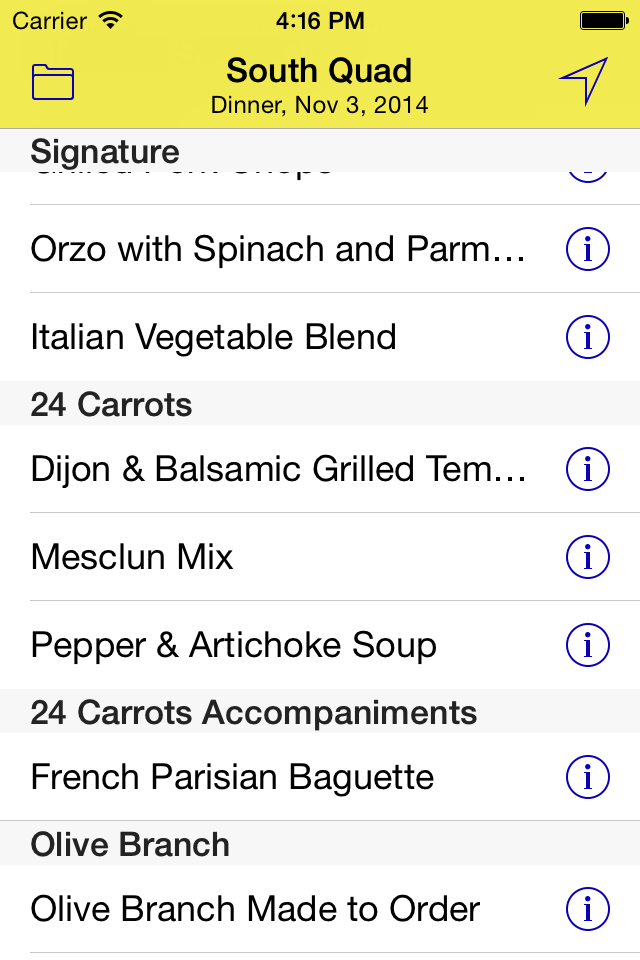 Carrier 4:16 PM
South Quad
Dinner, Nov 3, 2014
Signature
Orzo with Spinach and Parm...
Italian Vegetable Blend
24 Carrots
Dijon & Balsamic Grilled Tem...
Mesclun Mix
Pepper & Artichoke Soup
24 Carrots Accompaniments
French Parisian Baguette
Olive Branch
Olive Branch Made to Order